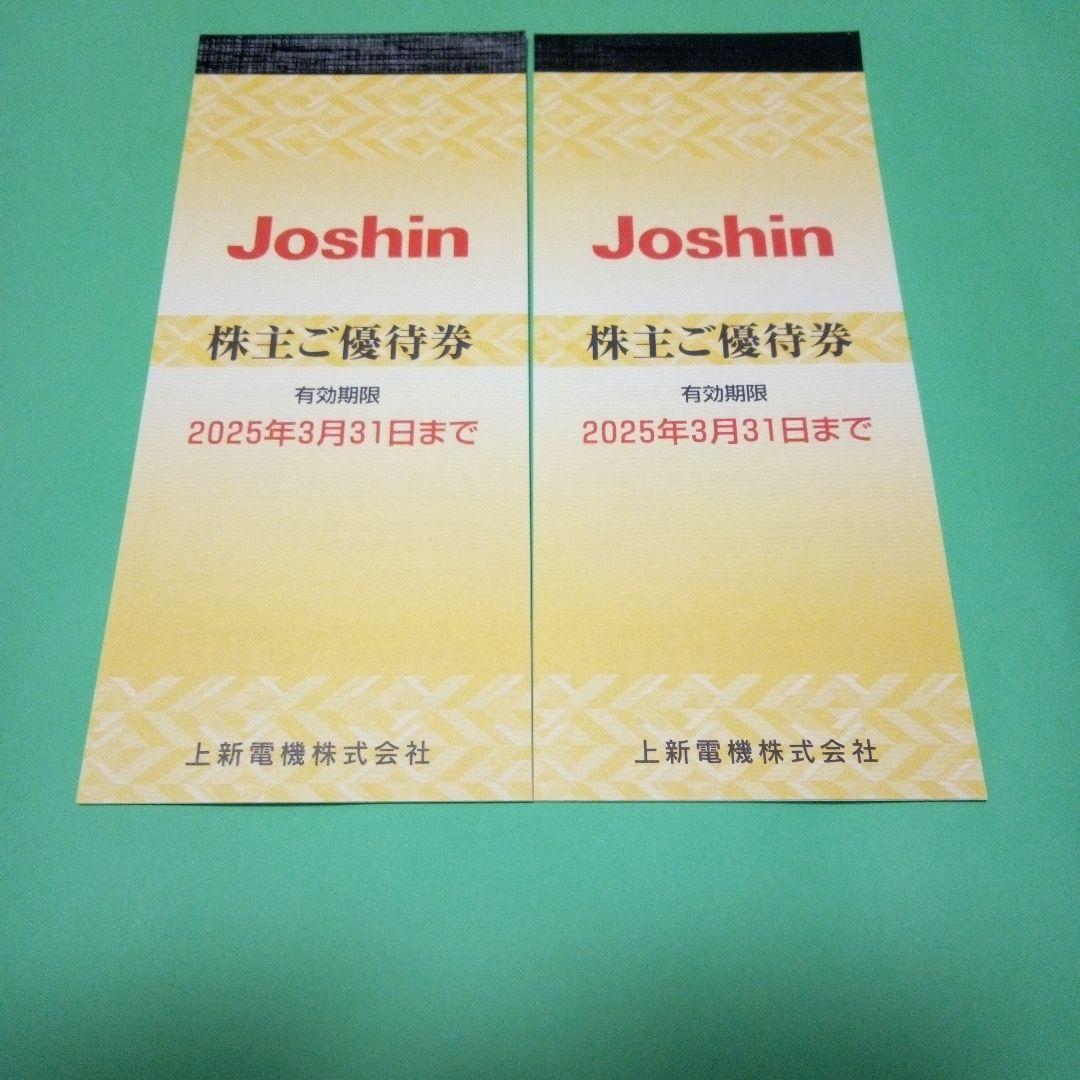 Joshin
株主ご優待券
有効期限
2025年3月31日まで
上新電機株式会社
Joshin
株主ご優待券
有効期限
2025年3月31日まで
上新電機株式会社